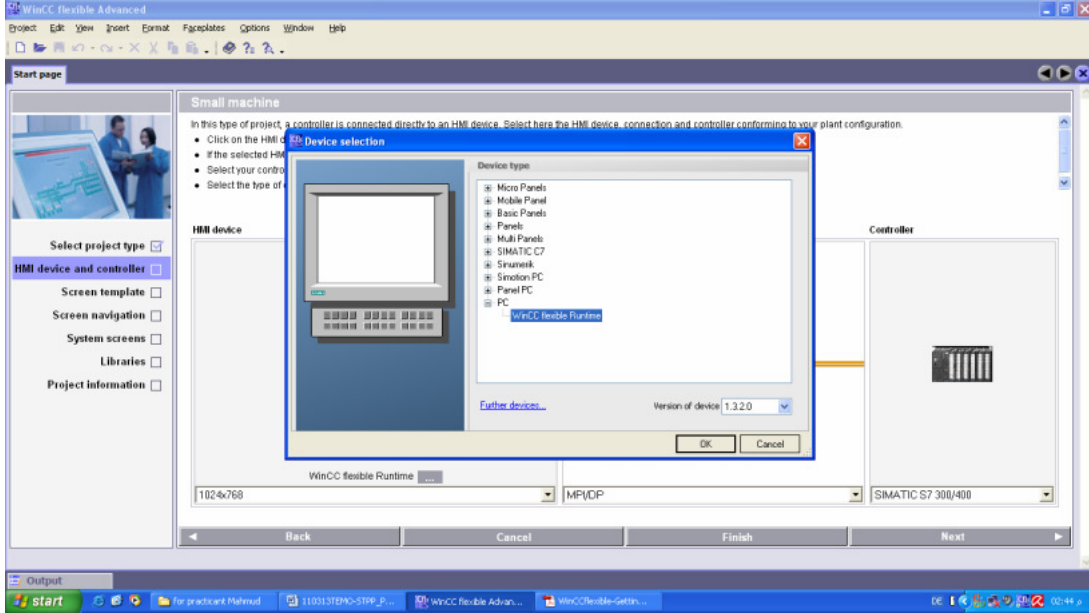 WinCC flexible Advanced
Project Edit View Insert Format Faceplates Options Window Help
Start page
Small machine
In this type of project, a controller is connected directly to an HMI device. Select here the HMI device, connection and controller conforming to your plant configuration.
Click on the HMI
If the selected HM
Select your contro
Select the type of
Device selection
Device type
Micro Panels
Mobile Panel
Basic Panels
Panels
Multi Panels
SIMATIC C7
Sinumerik
Simotion PC
Panel PC
PC
WinCC flexible Runtime
Further devices...
Version of device 1.3.2.0
OK Cancel
Select project type
HMI device and controller
Screen template
Screen navigation
System screens
Libraries
Project information
HMI device
Controller
WinCC flexible Runtime ...
1024x768
MPI/DP
SIMATIC S7 300/400
Back Cancel Finish Next
Output
start
for practicant Mahmud
110313TEMO-STPP_P...
WinCC flexible Advan...
WinCCflexible-Gettin...
DE
02:44